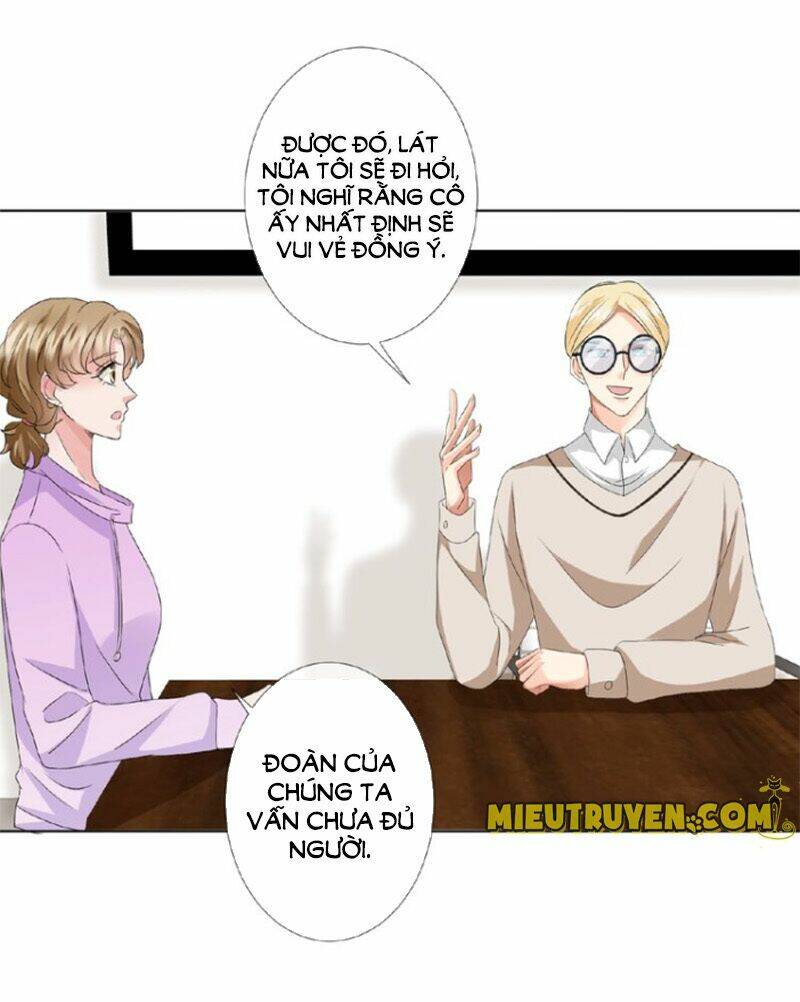 ĐƯỢC ĐÓ, LÁT
NỮA TÔI SẼ ĐI HỎI,
TÔI NGHĨ RẰNG CÔ
ẤY NHẤT ĐỊNH SẼ
VUI VẺ ĐỒNG Ý.
ĐOÀN CỦA
CHÚNG TA
VẪN CHƯA ĐỦ
NGƯỜI.
MIEUTRUYEN.COM